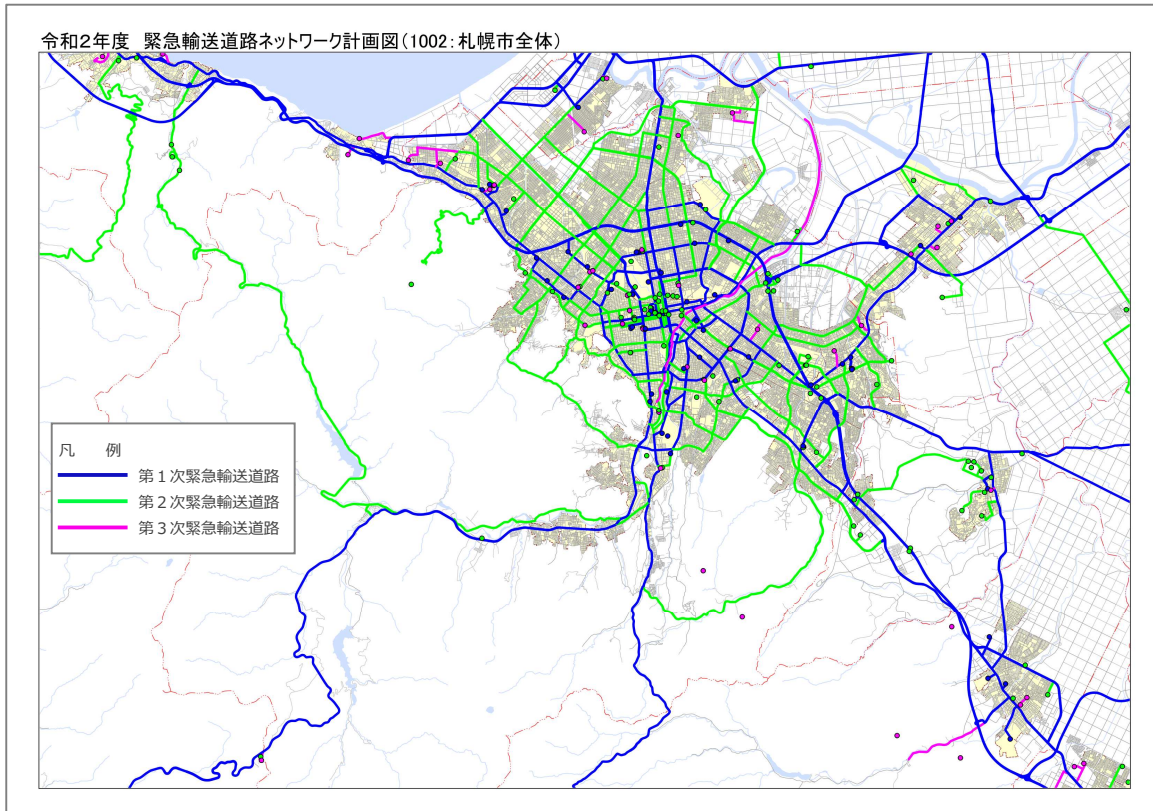 令和２年度 緊急輸送道路ネットワーク計画図(1002:札幌市全体)
凡 例
第１次緊急輸送道路
第２次緊急輸送道路
第３次緊急輸送道路